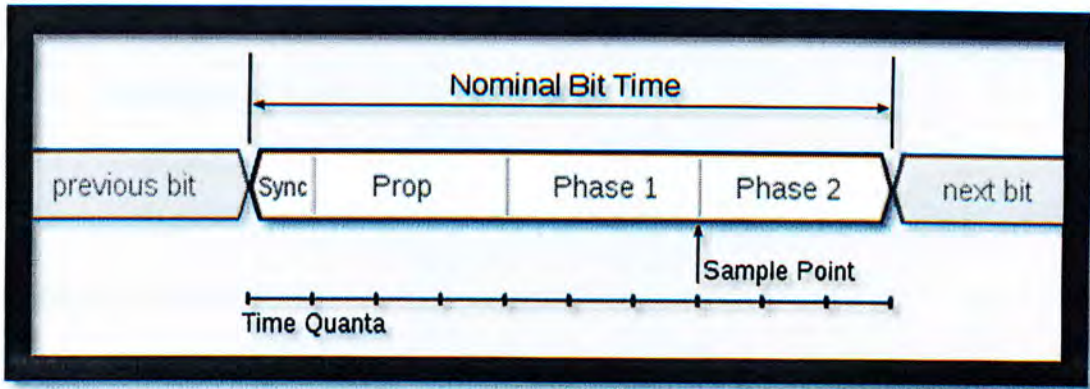 Nominal Bit Time
previous bit Sync Prop Phase 1 Phase 2 next bit
Sample Point
Time Quanta